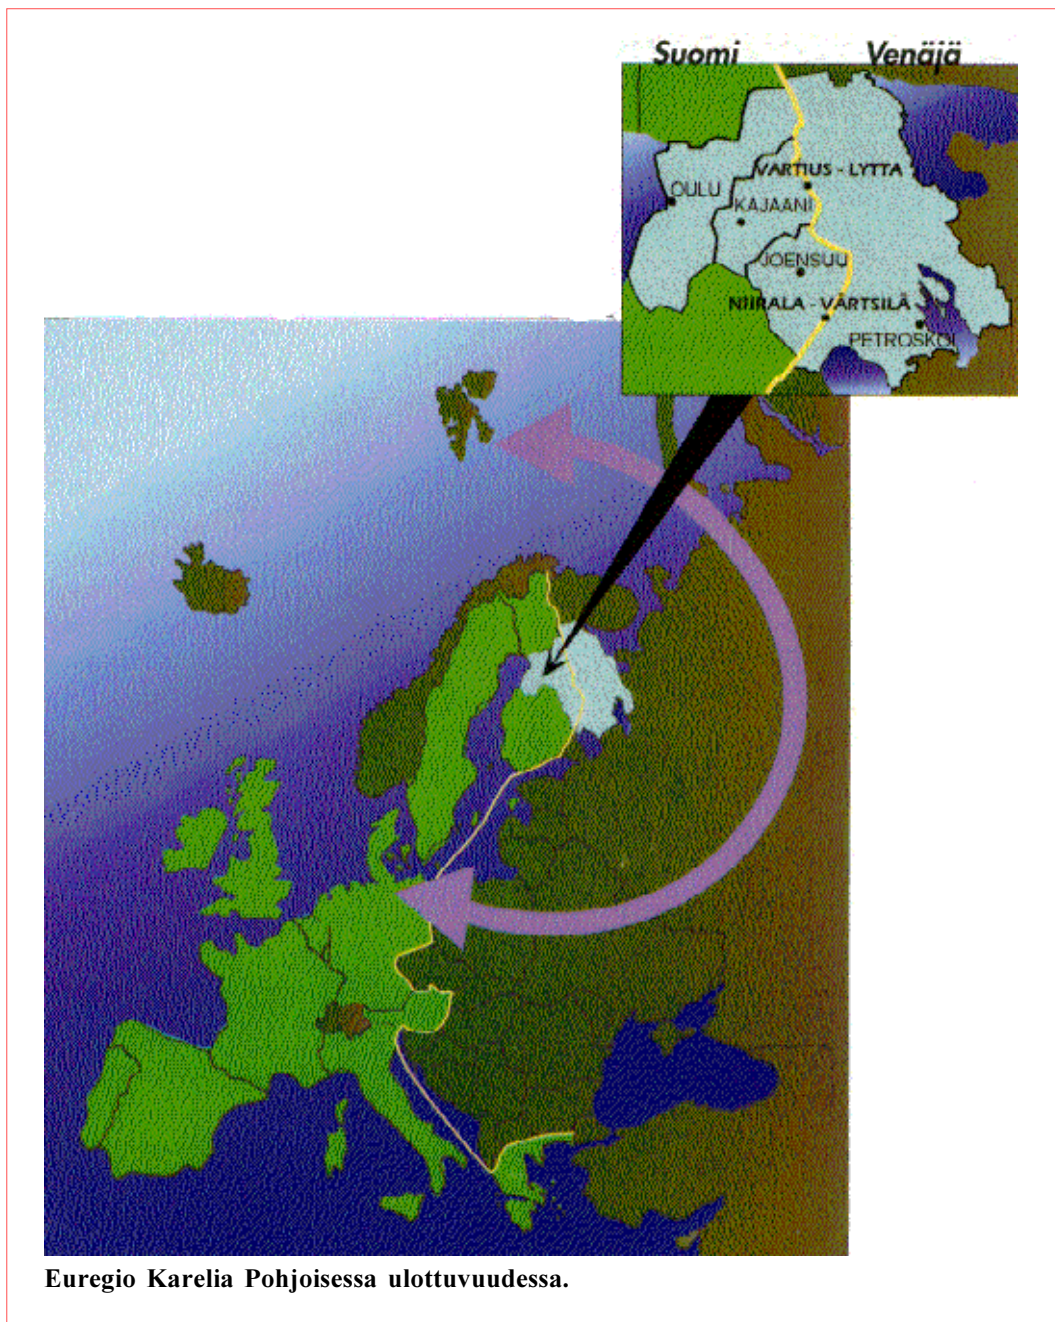 Suomi Venäjä
VARTIUS - LYTTA
OULU
KAJAANI
JOENSUU
NIIRALA - VÄRTSILÄ
PETROSKOI
Euregio Karelia Pohjoisessa ulottuvuudessa.